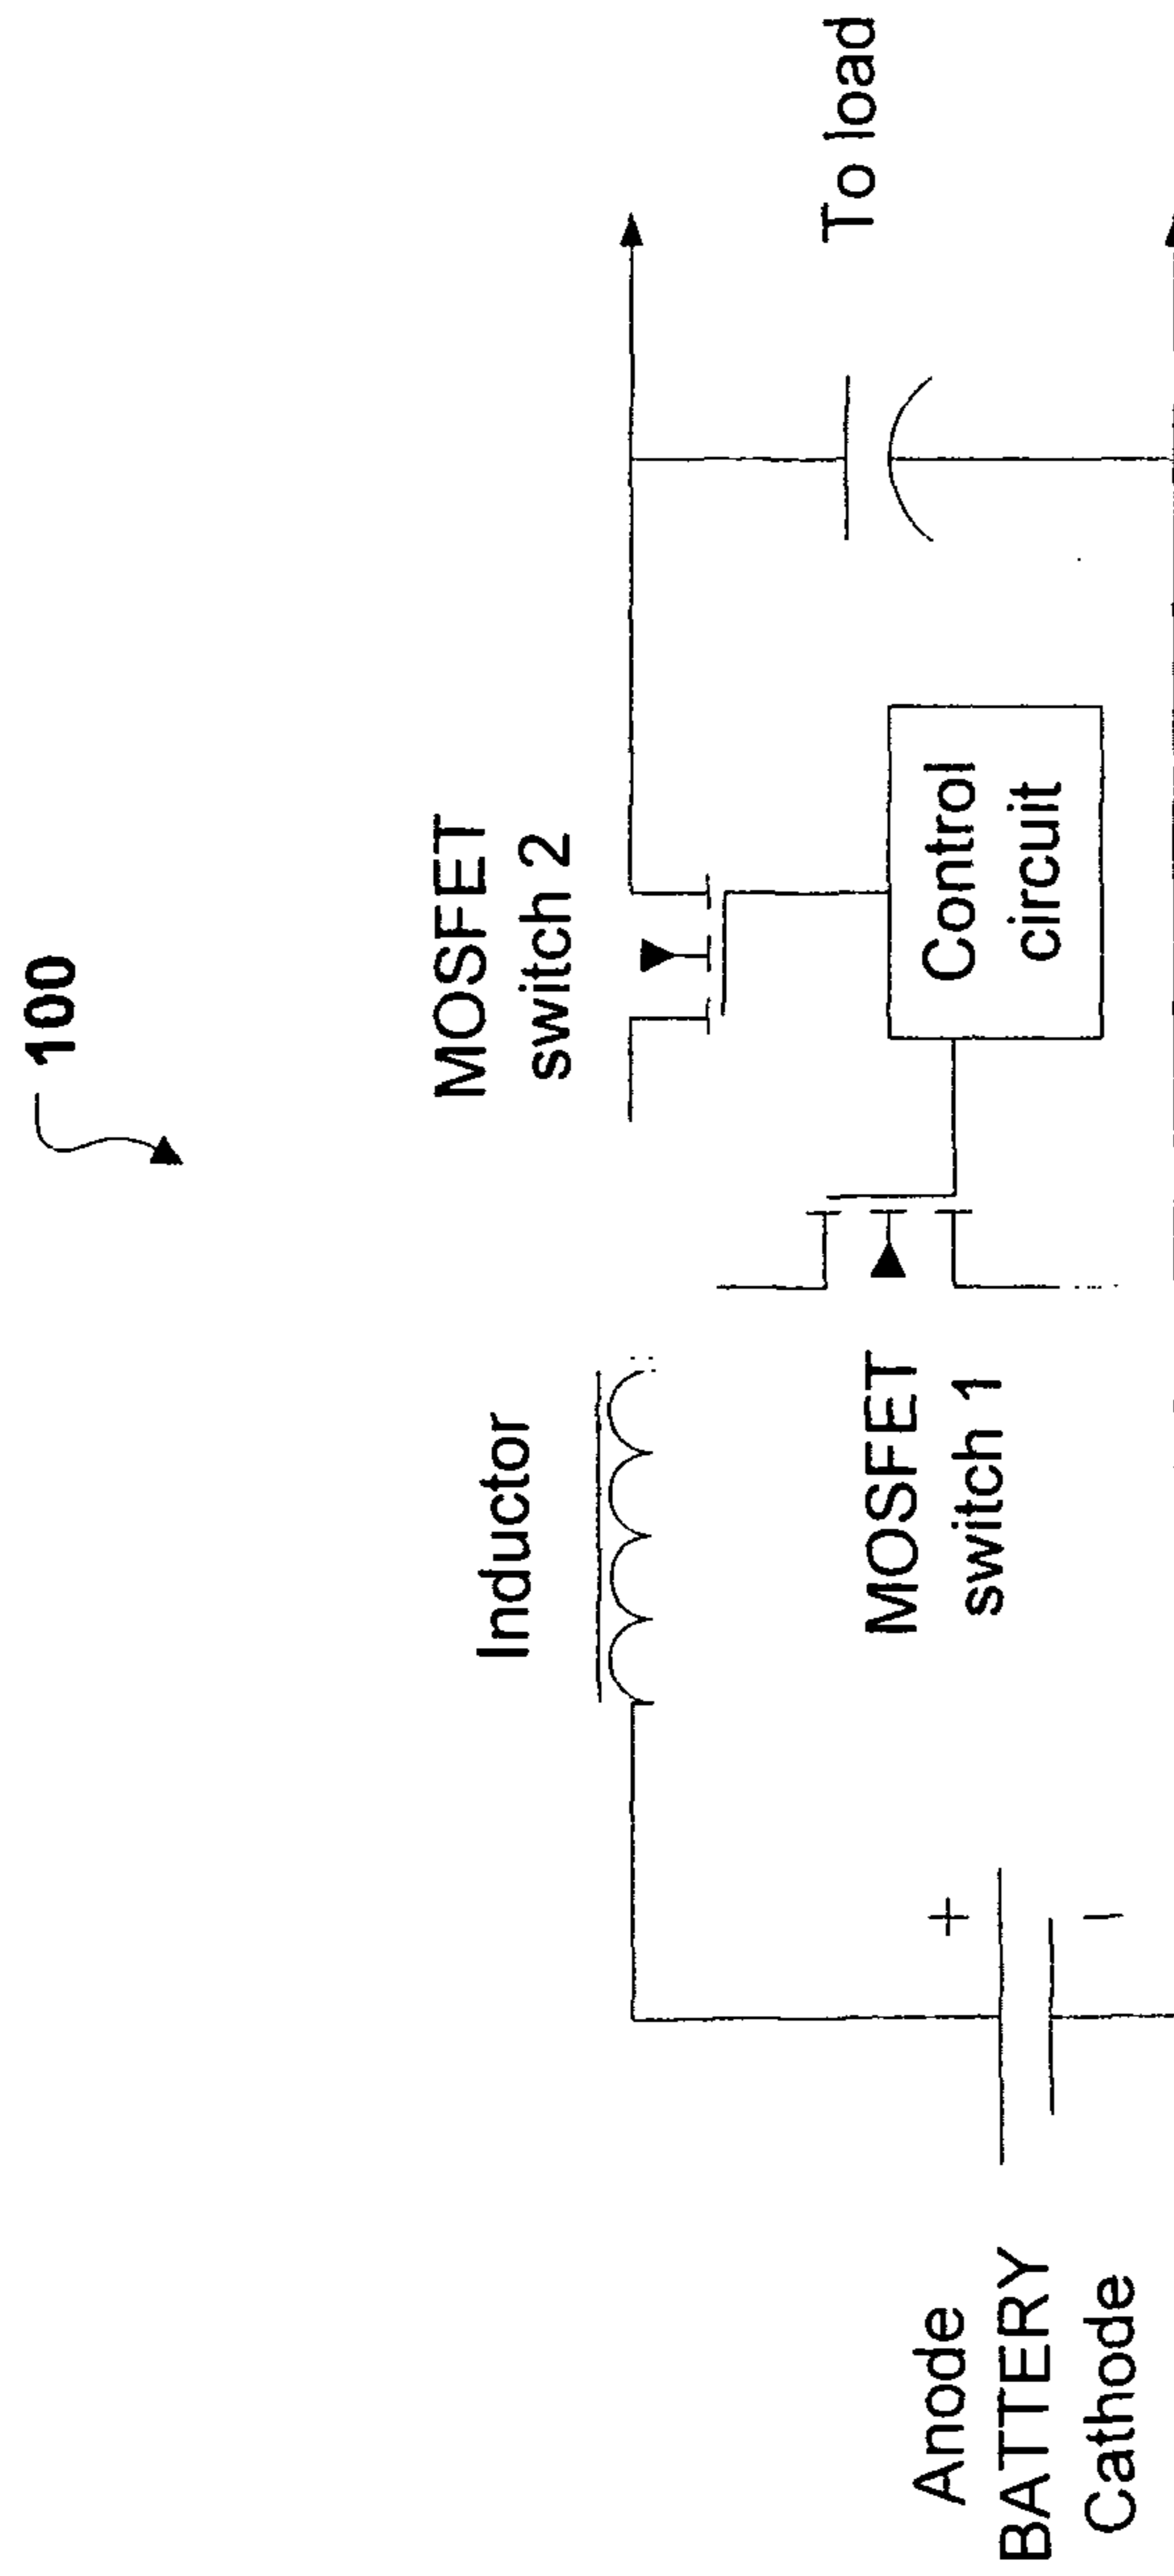 100
MOSFET
switch 2
Inductor
To load
MOSFET
switch 1
Control
circuit
+
Anode
BATTERY
Cathode
−